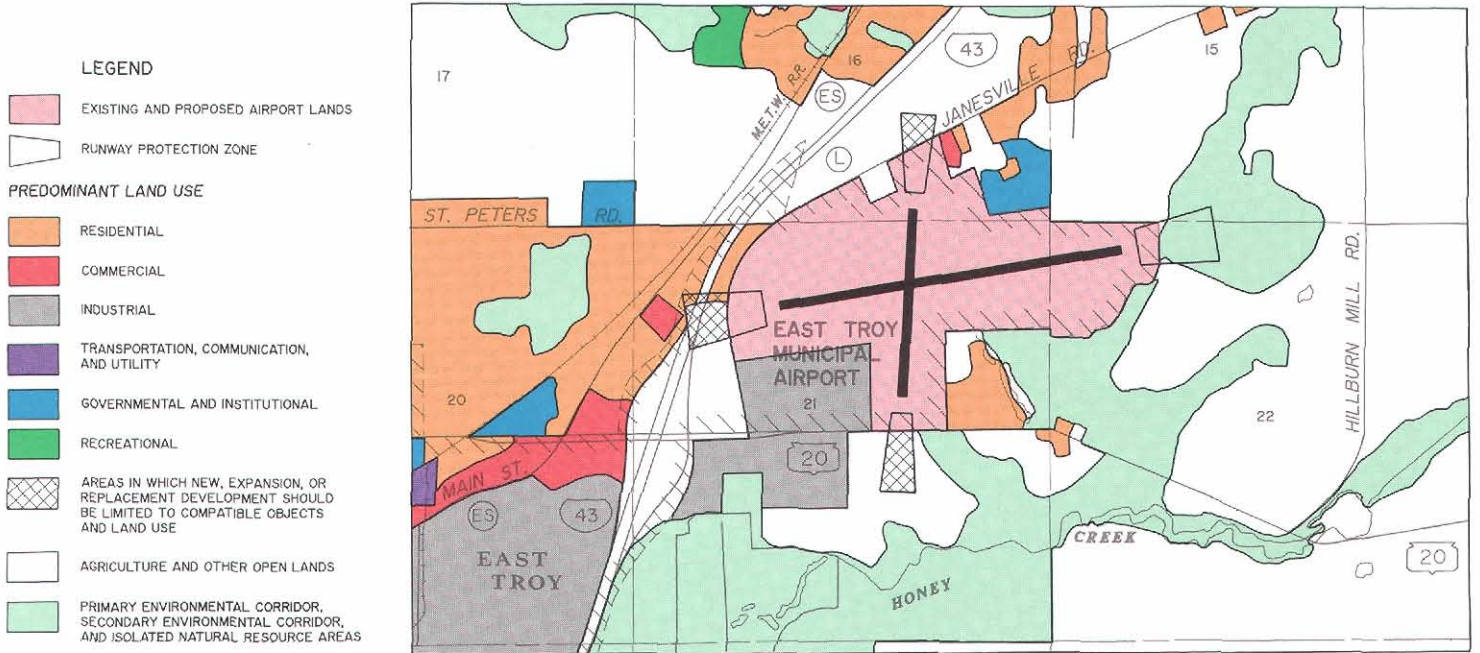 LEGEND
EXISTING AND PROPOSED AIRPORT LANDS
RUNWAY PROTECTION ZONE
PREDOMINANT LAND USE
RESIDENTIAL
COMMERCIAL
INDUSTRIAL
TRANSPORTATION, COMMUNICATION,
AND UTILITY
GOVERNMENTAL AND INSTITUTIONAL
RECREATIONAL
AREAS IN WHICH NEW, EXPANSION, OR
REPLACEMENT DEVELOPMENT SHOULD
BE LIMITED TO COMPATIBLE OBJECTS
AND LAND USE
AGRICULTURE AND OTHER OPEN LANDS
PRIMARY ENVIRONMENTAL CORRIDOR,
SECONDARY ENVIRONMENTAL CORRIDOR,
AND ISOLATED NATURAL RESOURCE AREAS
17
16
43
15
M.E.T.W. R.R.
ES
JANESVILLE RD.
L
ST. PETERS RD.
HILLBURN MILL RD.
EAST TROY
MUNICIPAL
AIRPORT
20
21
22
20
MAIN ST.
ES
43
EAST
TROY
HONEY CREEK
20